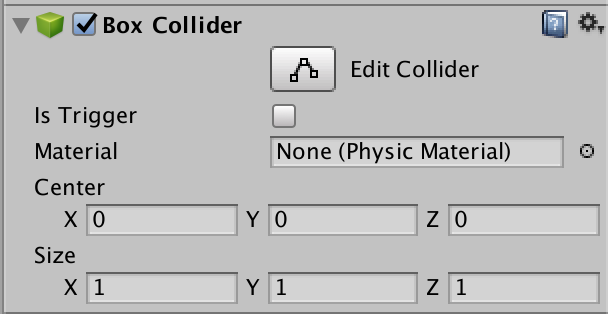 Box Collider
Edit Collider
Is Trigger
Material None (Physic Material)
Center
X 0 Y 0 Z 0
Size
X 1 Y 1 Z 1